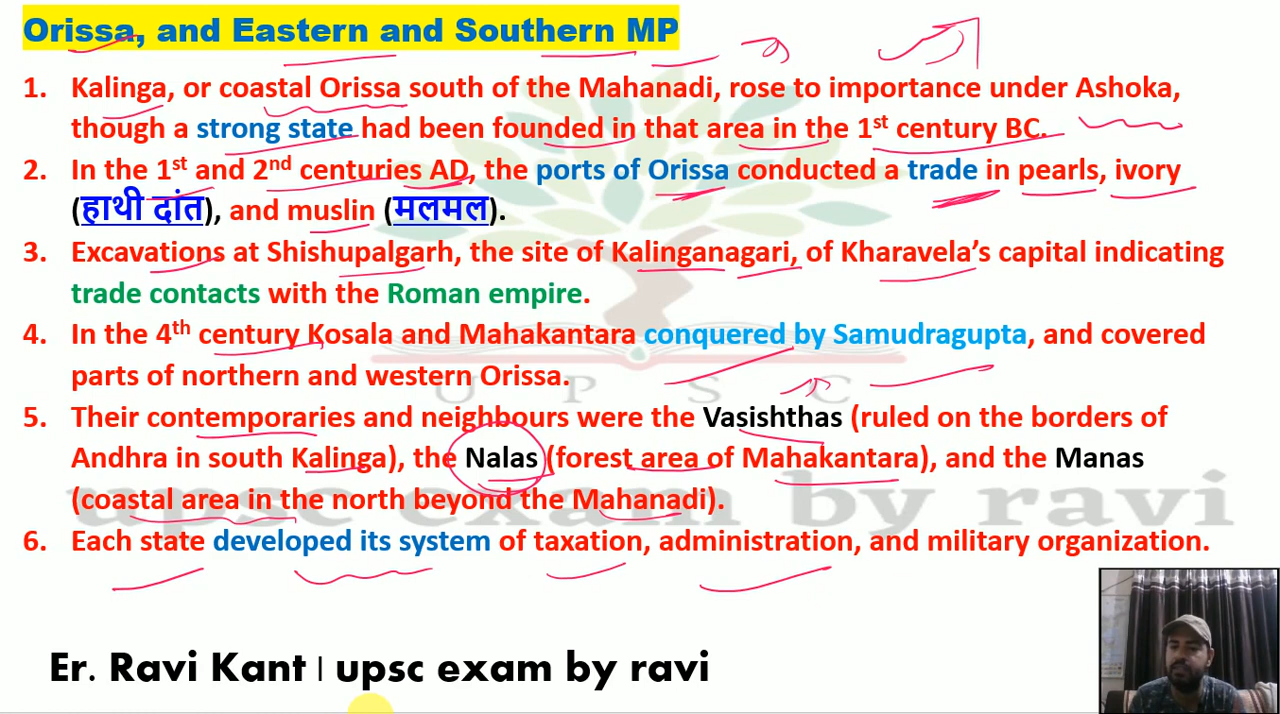 Orissa, and Eastern and Southern MP
1. Kalinga, or coastal Orissa south of the Mahanadi, rose to importance under Ashoka,
though a strong state had been founded in that area in the 1st century BC.
2. In the 1st and 2nd centuries AD, the ports of Orissa conducted a trade in pearls, ivory
(हाथी दांत), and muslin (मलमल).
3. Excavations at Shishupalgarh, the site of Kalinganagari, of Kharavela’s capital indicating
trade contacts with the Roman empire.
4. In the 4th century Kosala and Mahakantara conquered by Samudragupta, and covered
parts of northern and western Orissa.
UPSC
5. Their contemporaries and neighbours were the Vasishthas (ruled on the borders of
Andhra in south Kalinga), the Nalas (forest area of Mahakantara), and the Manas
(coastal area in the north beyond the Mahanadi).
upsc exam by ravi
6. Each state developed its system of taxation, administration, and military organization.
Er. Ravi Kant | upsc exam by ravi